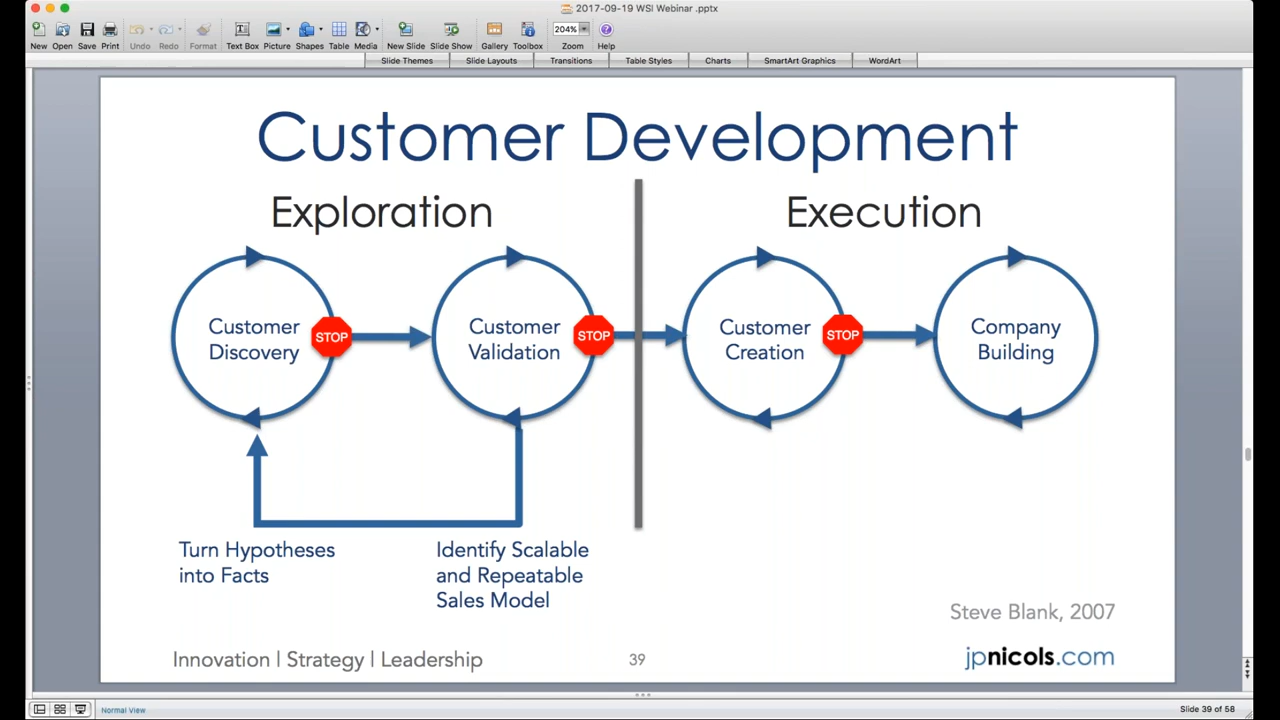 2017-09-19 WSI Webinar .pptx
New Open Save Print Undo Redo Format Text Box Picture Shapes Table Media New Slide Slide Show Gallery Toolbox 204% Zoom Help
Slide Themes Slide Layouts Transitions Table Styles Charts SmartArt Graphics WordArt
Customer Development
Exploration
Execution
Customer
Discovery
STOP
Customer
Validation
STOP
Customer
Creation
STOP
Company
Building
Turn Hypotheses
into Facts
Identify Scalable
and Repeatable
Sales Model
Steve Blank, 2007
Innovation | Strategy | Leadership
39
jpnicols.com
Normal View
Slide 39 of 58